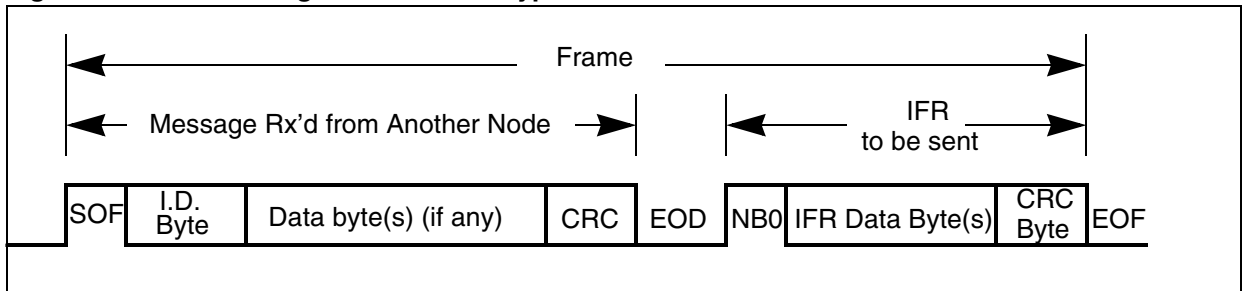 Frame
Message Rx'd from Another Node
IFR
to be sent
SOF
I.D.
Byte
Data byte(s) (if any)
CRC
EOD
NB0
IFR Data Byte(s)
CRC
Byte
EOF